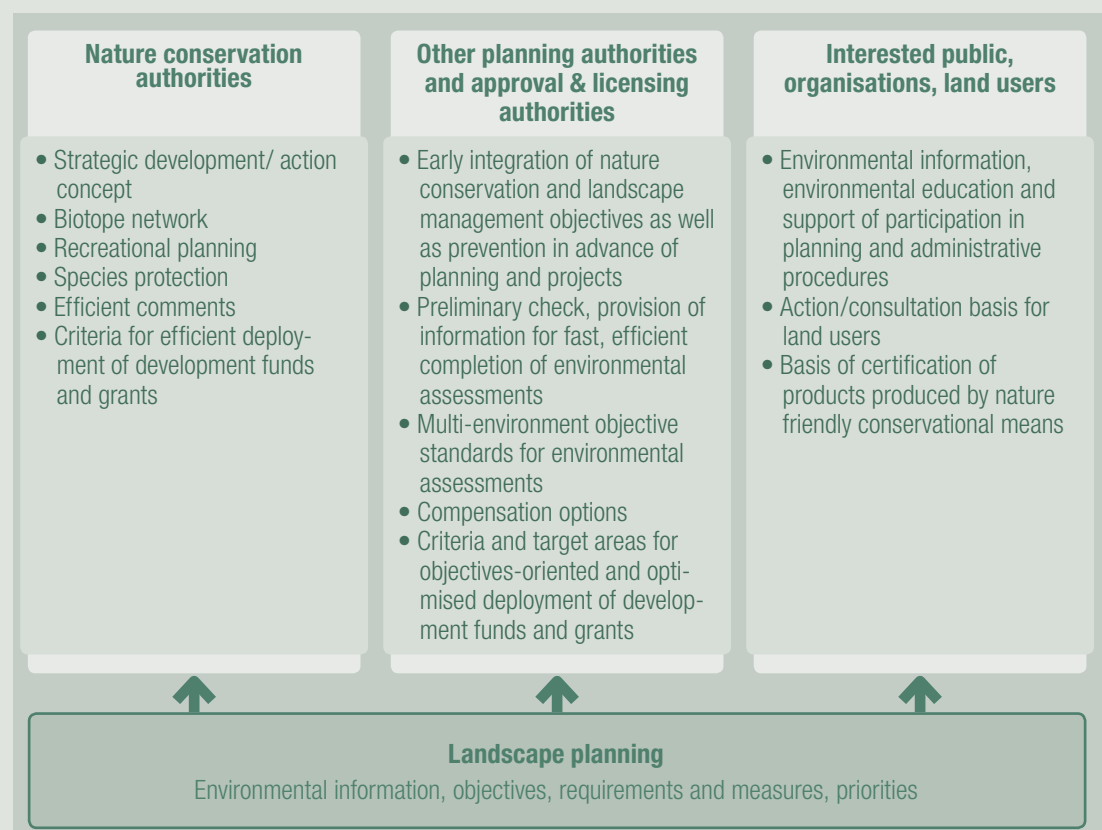 Nature conservation
authorities
• Strategic development/ action
concept
• Biotope network
• Recreational planning
• Species protection
• Efficient comments
• Criteria for efficient deploy-
ment of development funds
and grants
Other planning authorities
and approval & licensing
authorities
• Early integration of nature
conservation and landscape
management objectives as well
as prevention in advance of
planning and projects
• Preliminary check, provision of
information for fast, efficient
completion of environmental
assessments
• Multi-environment objective
standards for environmental
assessments
• Compensation options
• Criteria and target areas for
objectives-oriented and opti-
mised deployment of develop-
ment funds and grants
Interested public,
organisations, land users
• Environmental information,
environmental education and
support of participation in
planning and administrative
procedures
• Action/consultation basis for
land users
• Basis of certification of
products produced by nature
friendly conservational means
Landscape planning
Environmental information, objectives, requirements and measures, priorities